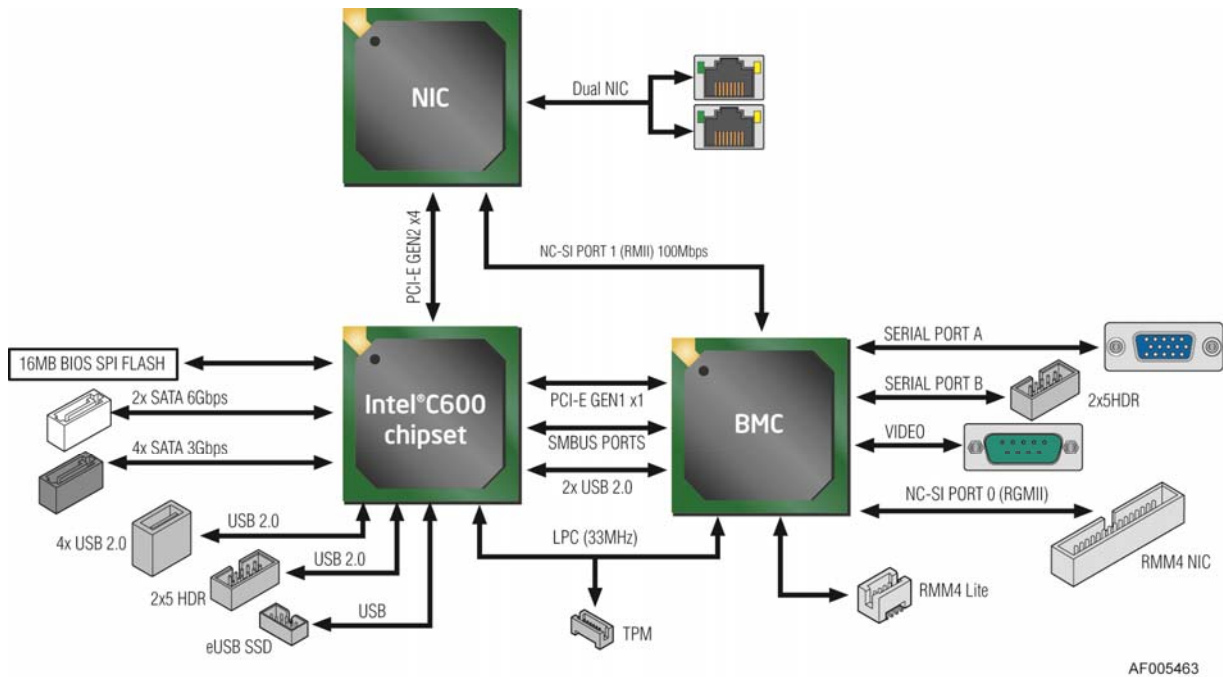 NIC
Dual NIC
PCI-E GEN2 x4
NC-SI PORT 1 (RMII) 100Mbps
16MB BIOS SPI FLASH
2x SATA 6Gbps
4x SATA 3Gbps
4x USB 2.0
USB 2.0
2x5 HDR
USB 2.0
eUSB SSD
USB
Intel®C600
chipset
PCI-E GEN1 x1
SMBUS PORTS
2x USB 2.0
LPC (33MHz)
TPM
BMC
SERIAL PORT A
SERIAL PORT B
2x5HDR
VIDEO
NC-SI PORT 0 (RGMII)
RMM4 NIC
RMM4 Lite
AF005463